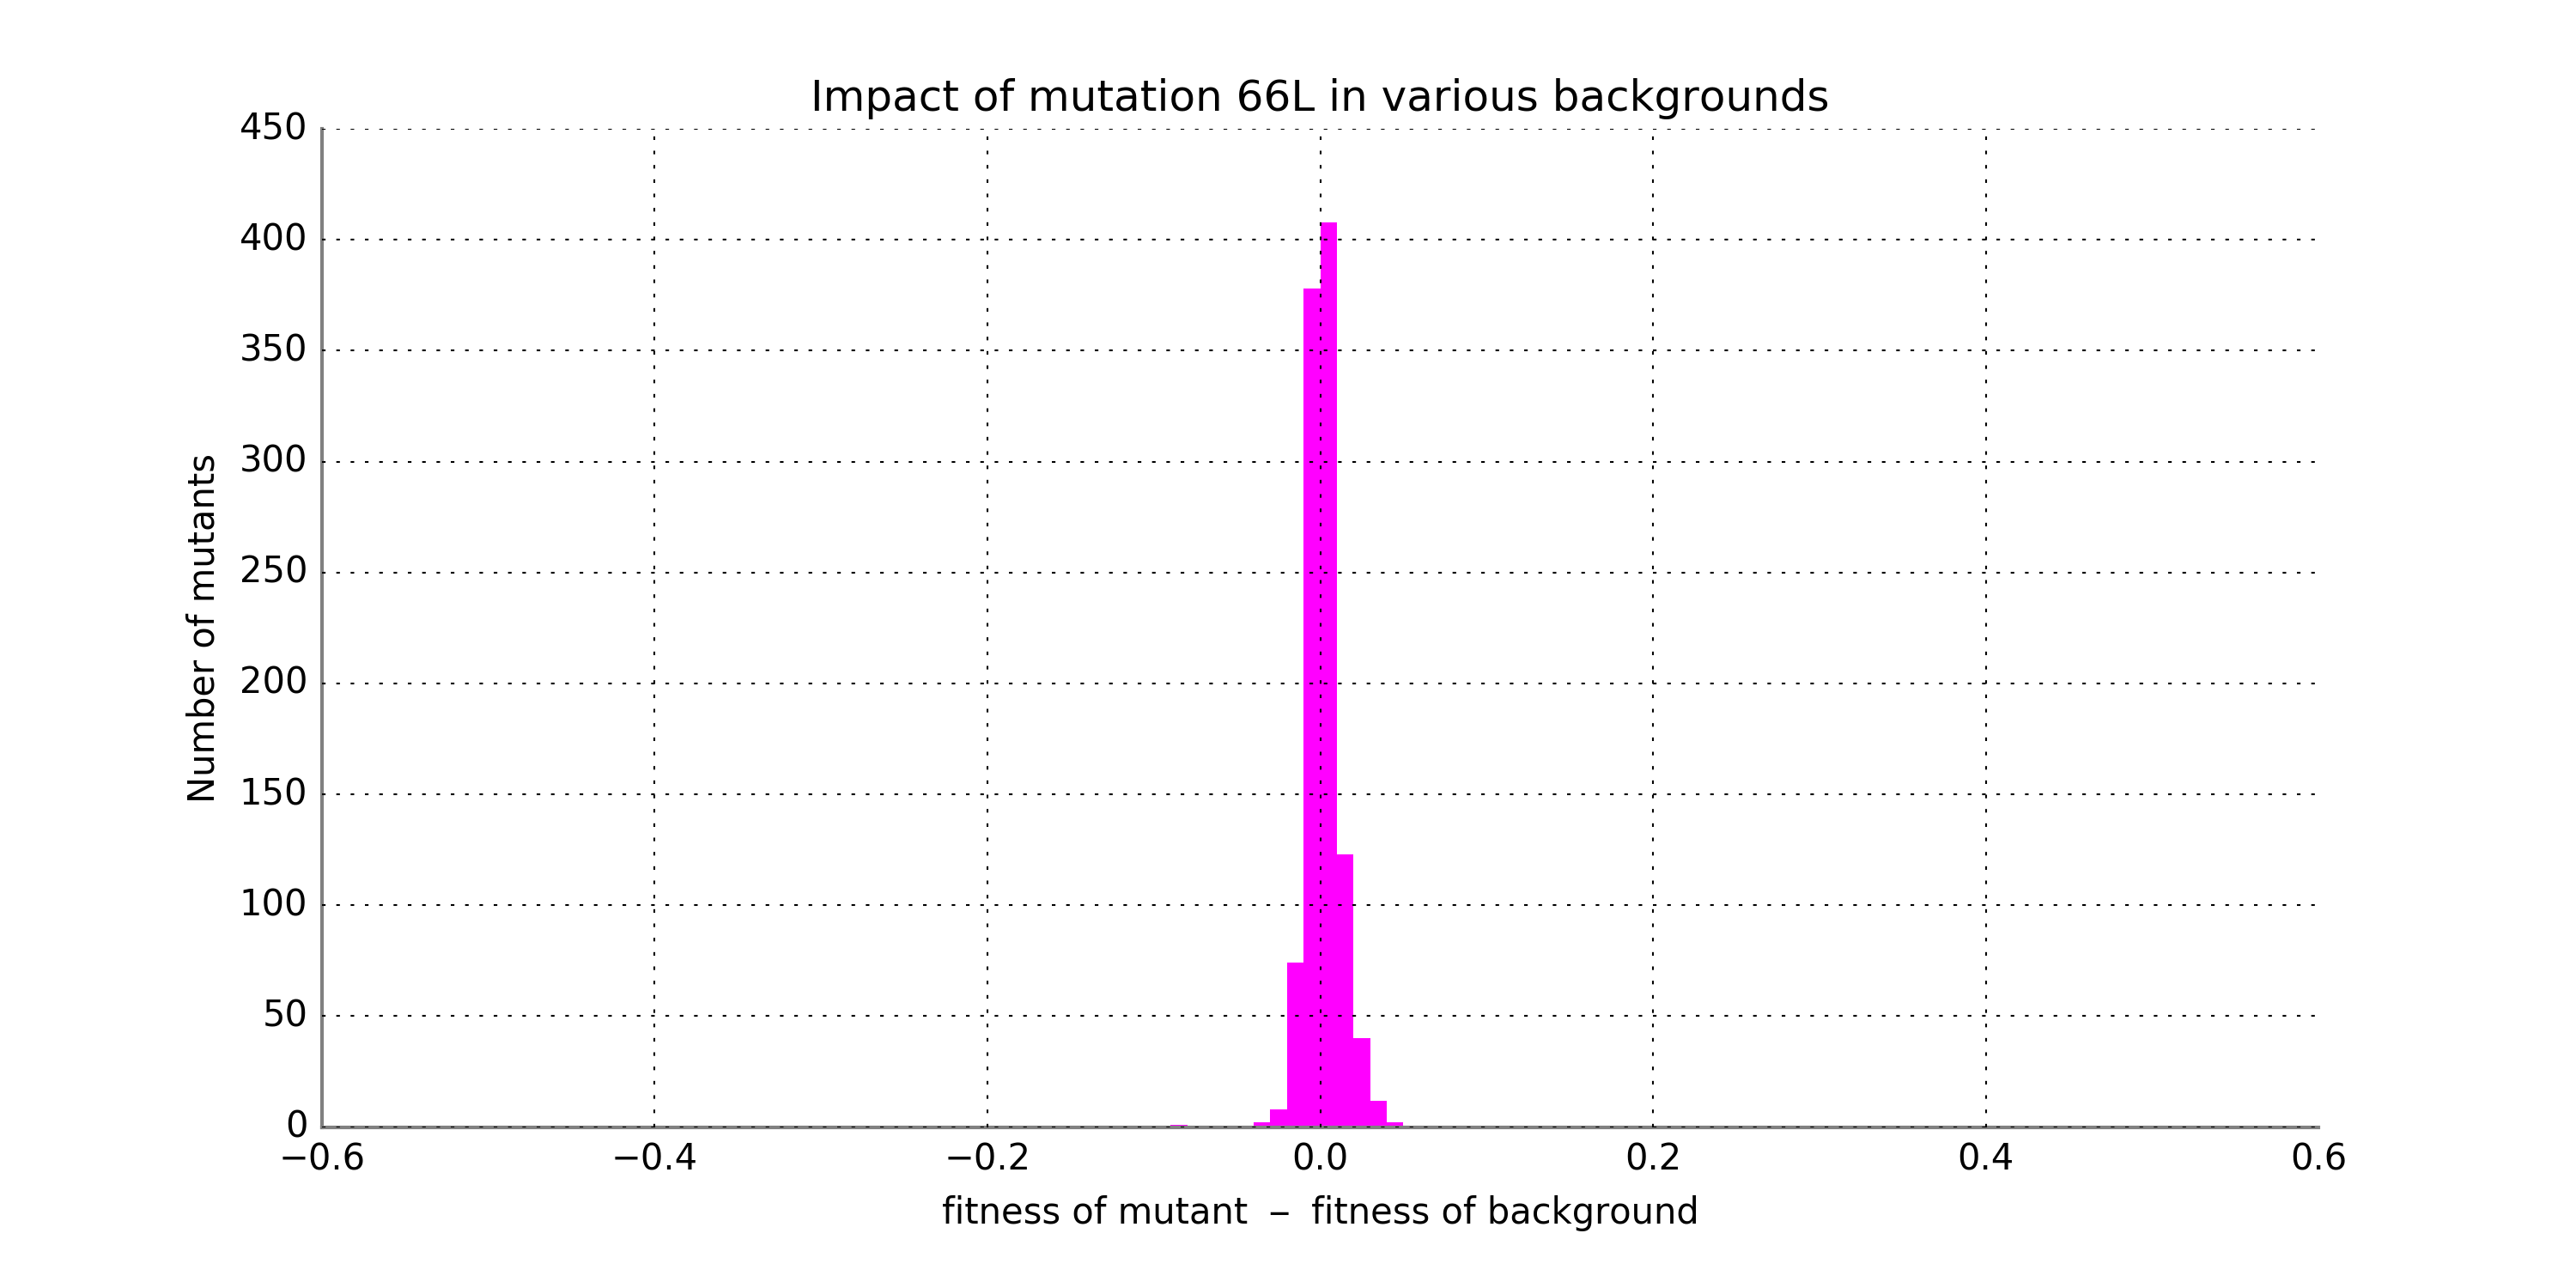 Impact of mutation 66L in various backgrounds
450
400
350
300
250
200
150
100
50
0
Number of mutants
−0.6 −0.4 −0.2 0.0 0.2 0.4 0.6
fitness of mutant − fitness of background